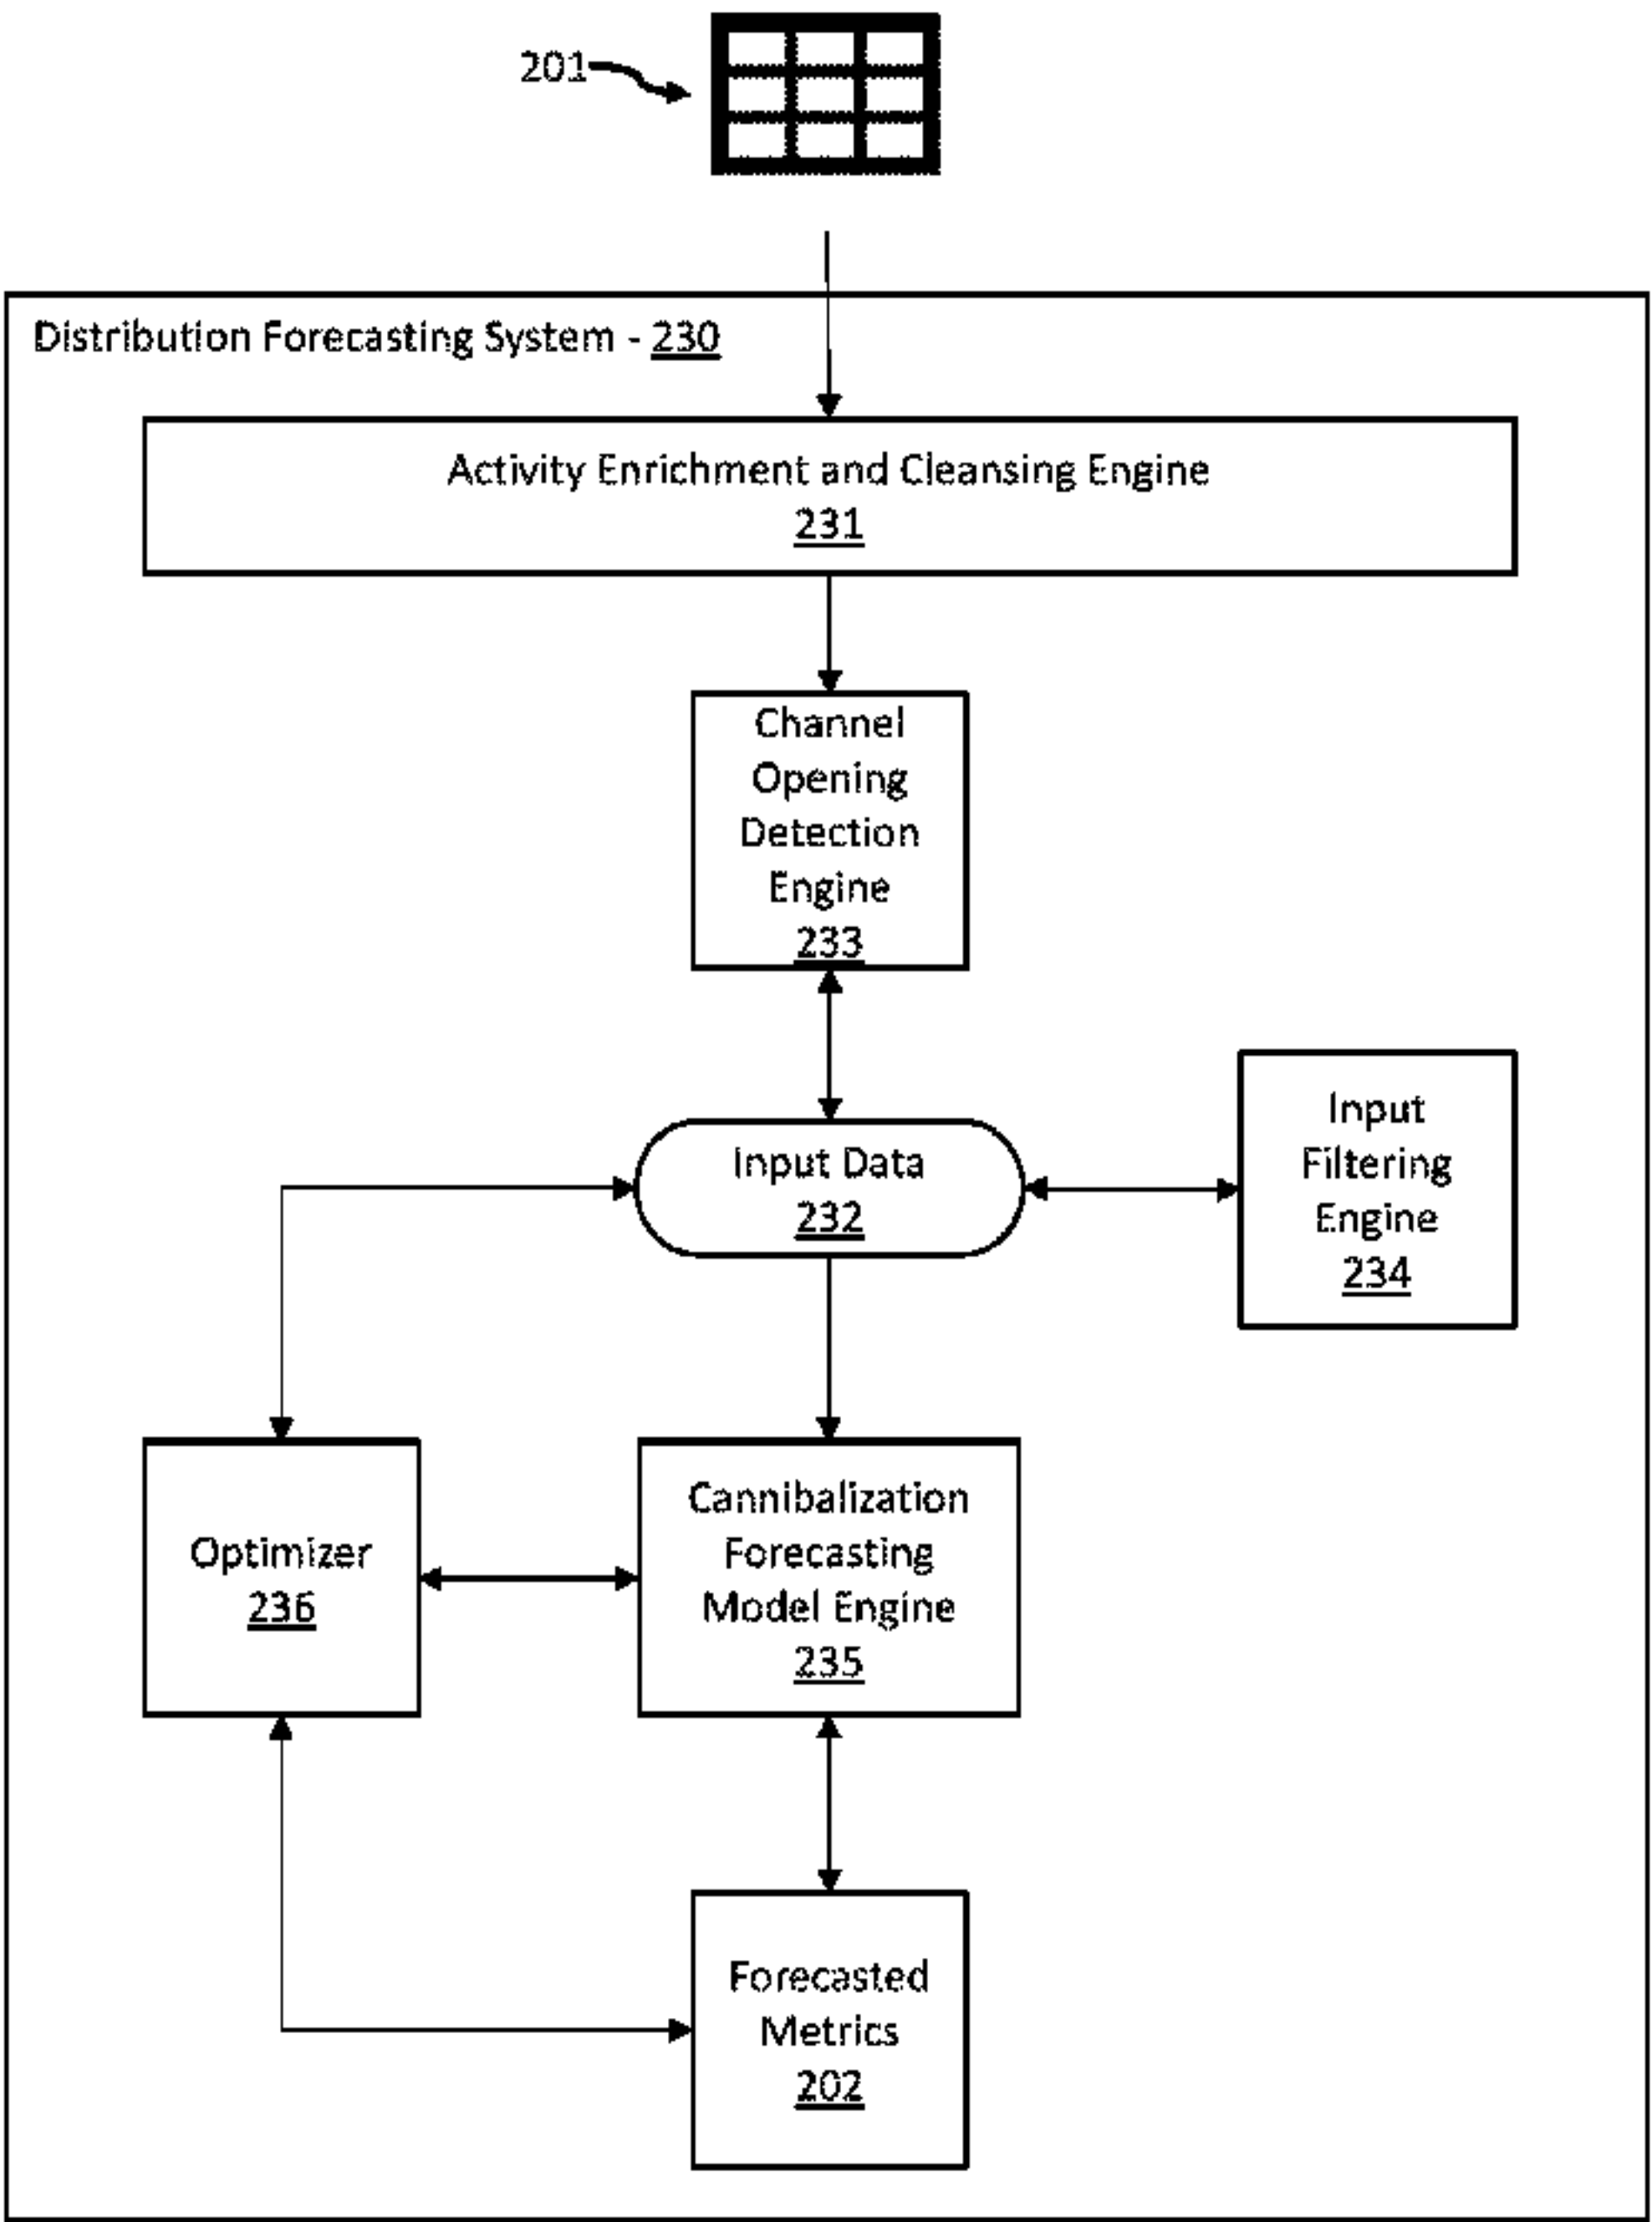 201
Distribution Forecasting System - 230
Activity Enrichment and Cleansing Engine
231
Channel
Opening
Detection
Engine
233
Input Data
232
Input
Filtering
Engine
234
Optimizer
236
Cannibalization
Forecasting
Model Engine
235
Forecasted
Metrics
202